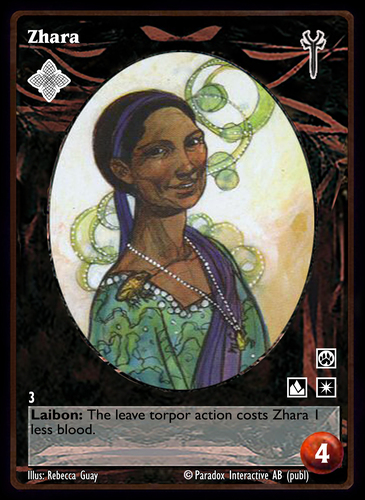 Zhara
3
Laibon: The leave torpor action costs Zhara 1
less blood.
4
Illus: Rebecca Guay © Paradox Interactive AB (publ)